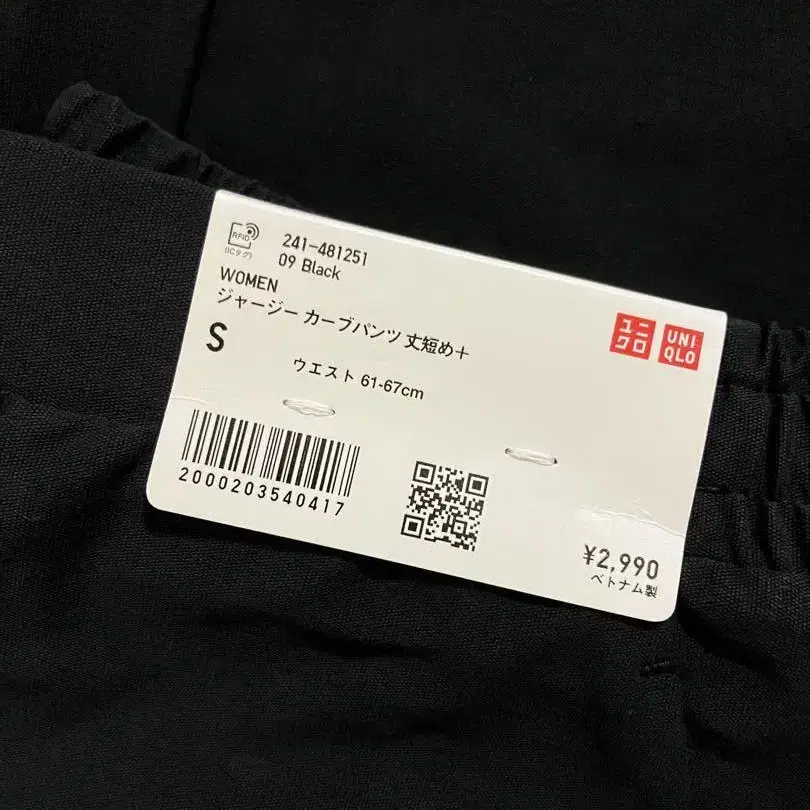 RFID
ICタグ
241-481251
09 Black
WOMEN
ジャージー カーブパンツ 丈短め＋
S
ウエスト 61-67cm
ユニクロ
UNIQLO
2000203540417
¥2,990
ベトナム製